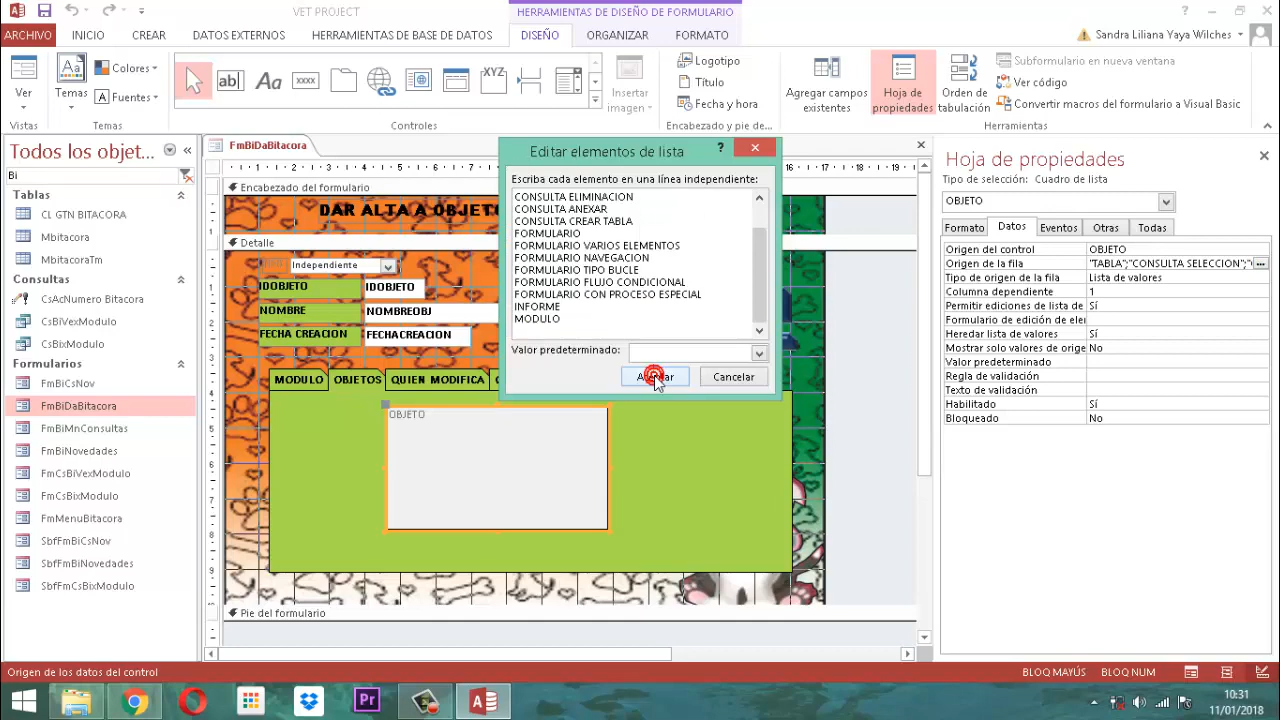 VET PROJECT
HERRAMIENTAS DE DISEÑO DE FORMULARIO
ARCHIVO INICIO CREAR DATOS EXTERNOS HERRAMIENTAS DE BASE DE DATOS DISEÑO ORGANIZAR FORMATO
Sandra Liliana Yaya Wilches
Ver
Vistas
Temas
Colores
Fuentes
Temas
Controles
Insertar imagen
Logotipo
Título
Fecha y hora
Encabezado y pie de...
Agregar campos existentes
Hoja de propiedades
Orden de tabulación
Subformulario en nueva ventana
Ver código
Convertir macros del formulario a Visual Basic
Herramientas
Todos los objet...
Bi
Tablas
CL GTN BITACORA
Mbitacora
MbitacoraTm
Consultas
CsAcNumero Bitacora
CsBiVexModulo
CsBixModulo
Formularios
FmBiCsNov
FmBiDaBitacora
FmBiMnConsultas
FmBiNovedades
FmCsBiVexModulo
FmCsBixModulo
FmMenuBitacora
SbfFmBiCsNov
SbfFmBiNovedades
SbfFmCsBixModulo
FmBiDaBitacora
Encabezado del formulario
DAR ALTA A OBJETO
Detalle
Independiente
IDOBJETO IDOBJETO
NOMBRE NOMBREOBJ
FECHA CREACION FECHACREACION
MODULO OBJETOS QUIEN MODIFICA
OBJETO
Pie del formulario
Editar elementos de lista
Escriba cada elemento en una línea independiente:
CONSULTA ELIMINACION
CONSULTA ANEXAR
CONSULTA CREAR TABLA
FORMULARIO
FORMULARIO VARIOS ELEMENTOS
FORMULARIO NAVEGACION
FORMULARIO TIPO BUCLE
FORMULARIO FLUJO CONDICIONAL
FORMULARIO CON PROCESO ESPECIAL
INFORME
MODULO
Valor predeterminado:
Cancelar
Hoja de propiedades
Tipo de selección: Cuadro de lista
OBJETO
Formato Datos Eventos Otras Todas
Origen del control OBJETO
Origen de la fila "TABLA";"CONSULTA SELECCION";"
Tipo de origen de la fila Lista de valores
Columna dependiente 1
Permitir ediciones de lista de Sí
Formulario de edición de eler
Heredar lista de valores Sí
Mostrar solo valores de orige No
Valor predeterminado
Regla de validación
Texto de validación
Habilitado Sí
Bloqueado No
Origen de los datos del control
BLOQ MAYÚS BLOQ NUM
10:31
11/01/2018